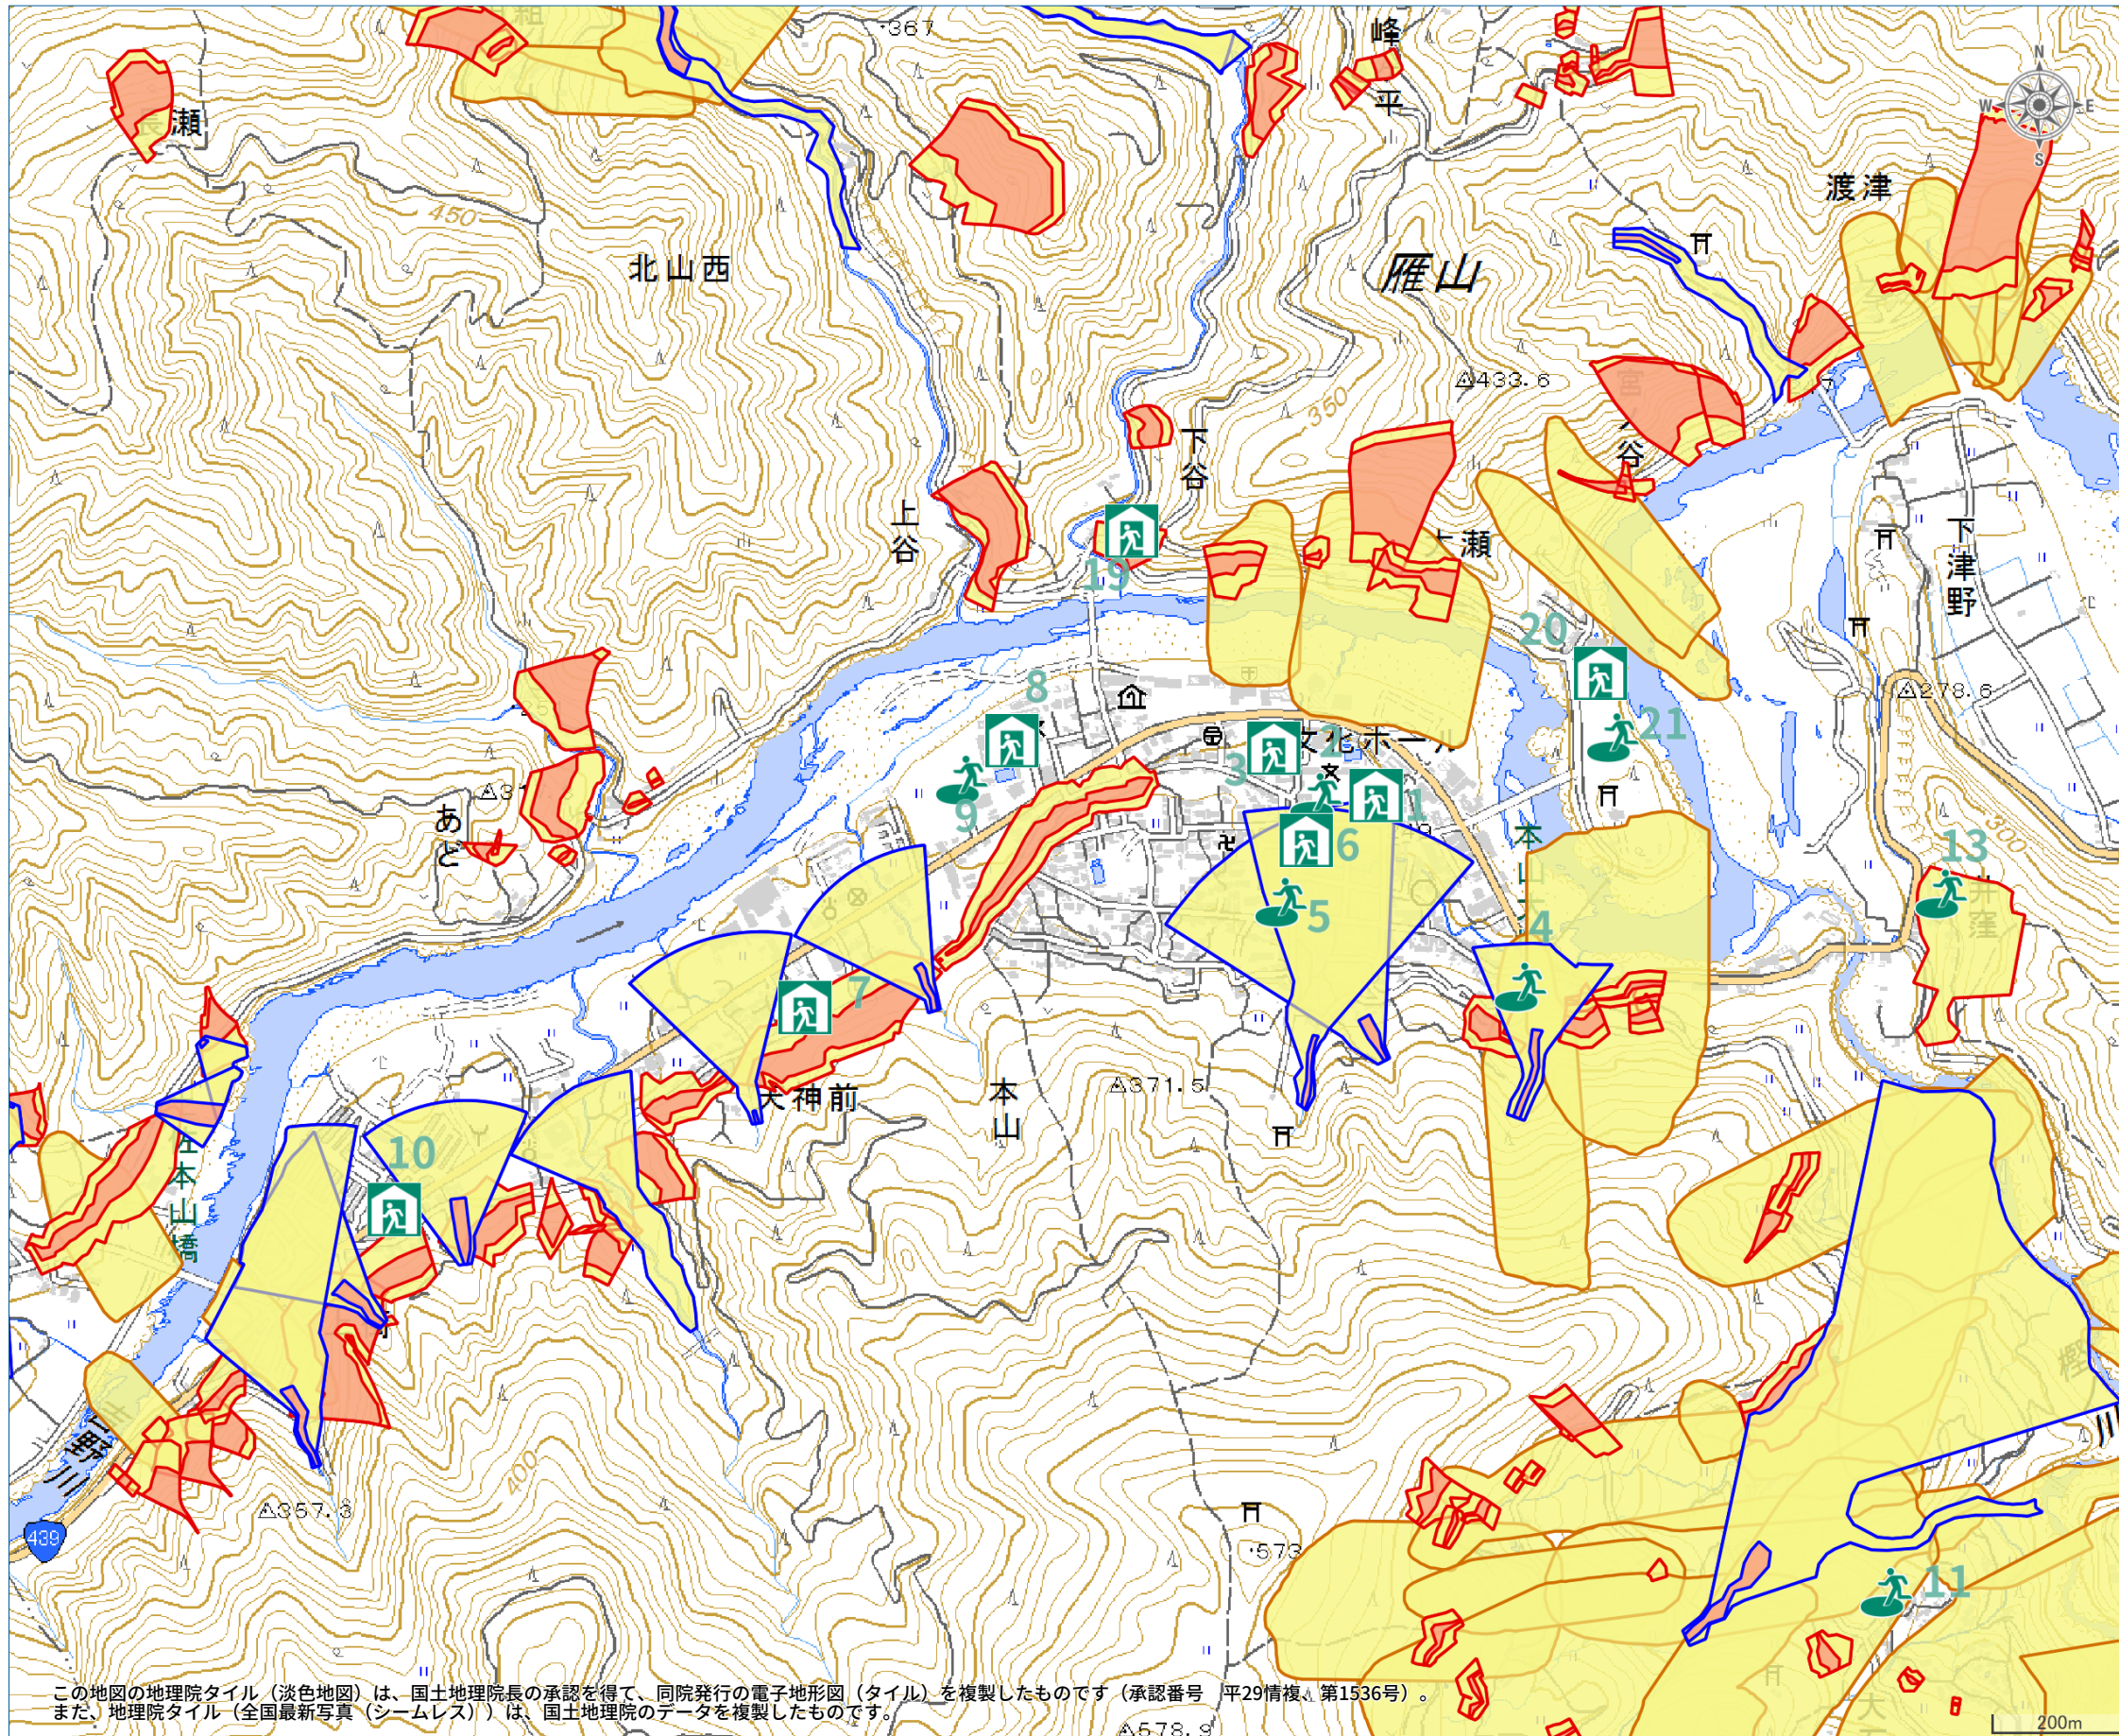 ・367
峰
平
N
W
E
S
瀬
渡津
450
北山西
雁山
△433.6
350
下
谷
谷
上
谷
瀬
下
津
野
19
20
8
△278.6
21
文化ホール
2
3
1
9
あ
ど
6
本
山
13
300
5
4
井
窪
7
天神前
本
山
△371.5
10
本
山
橋
野
川
400
△357.3
439
・573
川
11
この地図の地理院タイル（淡色地図）は、国土地理院長の承認を得て、同院発行の電子地形図（タイル）を複製したものです（承認番号　平29情複、第1536号）。
まだ、地理院タイル（全国最新写真（シームレス））は、国土地理院のデータを複製したものです。
△578.9
200m